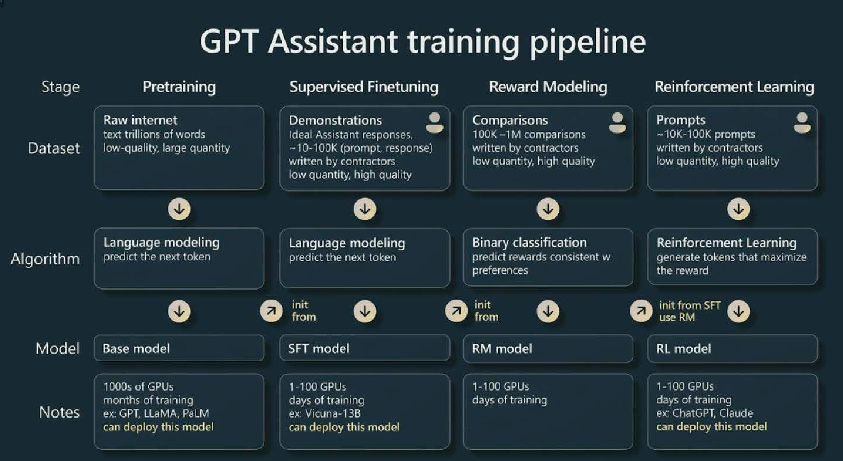 GPT Assistant training pipeline
Stage
Pretraining
Supervised Finetuning
Reward Modeling
Reinforcement Learning
Dataset
Raw internet
text trillions of words
low-quality, large quantity
Demonstrations
Ideal Assistant responses,
~10-100K (prompt, response)
written by contractors
low quantity, high quality
Comparisons
100K –1M comparisons
written by contractors
low quantity, high quality
Prompts
~10K-100K prompts
written by contractors
low quantity, high quality
Algorithm
Language modeling
predict the next token
Language modeling
predict the next token
Binary classification
predict rewards consistent w
preferences
Reinforcement Learning
generate tokens that maximize
the reward
init
from
init
from
init from SFT
use RM
Model
Base model
SFT model
RM model
RL model
Notes
1000s of GPUs
months of training
ex: GPT, LLaMA, PaLM
can deploy this model
1-100 GPUs
days of training
ex: Vicuna-13B
can deploy this model
1-100 GPUs
days of training
1-100 GPUs
days of training
ex: ChatGPT, Claude
can deploy this model